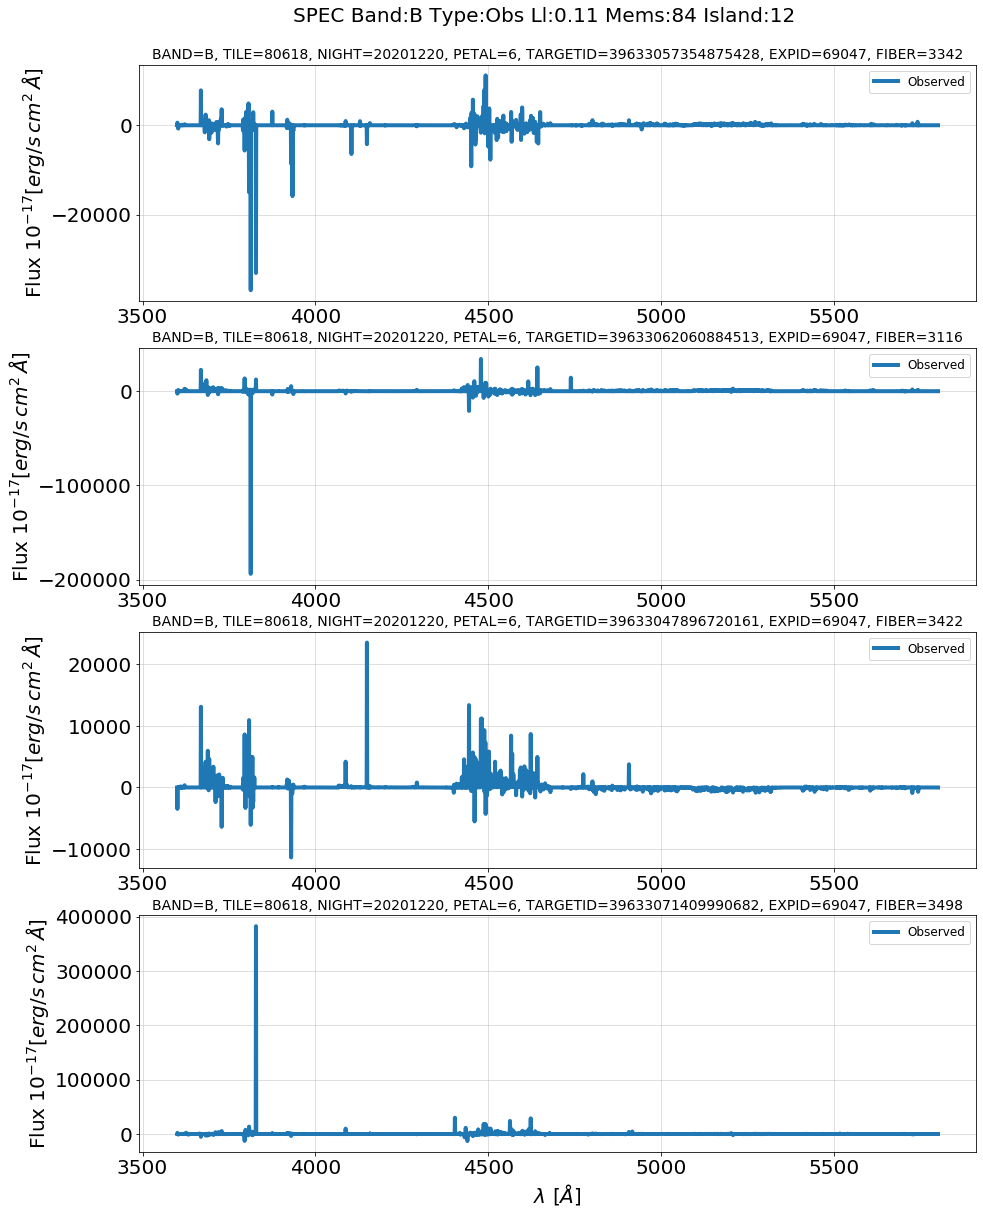 SPEC Band:B Type:Obs Ll:0.11 Mems:84 Island:12
BAND=B, TILE=80618, NIGHT=20201220, PETAL=6, TARGETID=39633057354875428, EXPID=69047, FIBER=3342
Observed
0
−20000
Flux 10⁻¹⁷[erg/s cm² Å]
3500 4000 4500 5000 5500
BAND=B, TILE=80618, NIGHT=20201220, PETAL=6, TARGETID=39633062060884513, EXPID=69047, FIBER=3116
Observed
0
−100000
−200000
Flux 10⁻¹⁷[erg/s cm² Å]
3500 4000 4500 5000 5500
BAND=B, TILE=80618, NIGHT=20201220, PETAL=6, TARGETID=39633047896720161, EXPID=69047, FIBER=3422
Observed
20000
10000
0
−10000
Flux 10⁻¹⁷[erg/s cm² Å]
3500 4000 4500 5000 5500
BAND=B, TILE=80618, NIGHT=20201220, PETAL=6, TARGETID=39633071409990682, EXPID=69047, FIBER=3498
Observed
400000
300000
200000
100000
0
Flux 10⁻¹⁷[erg/s cm² Å]
3500 4000 4500 5000 5500
λ [Å]